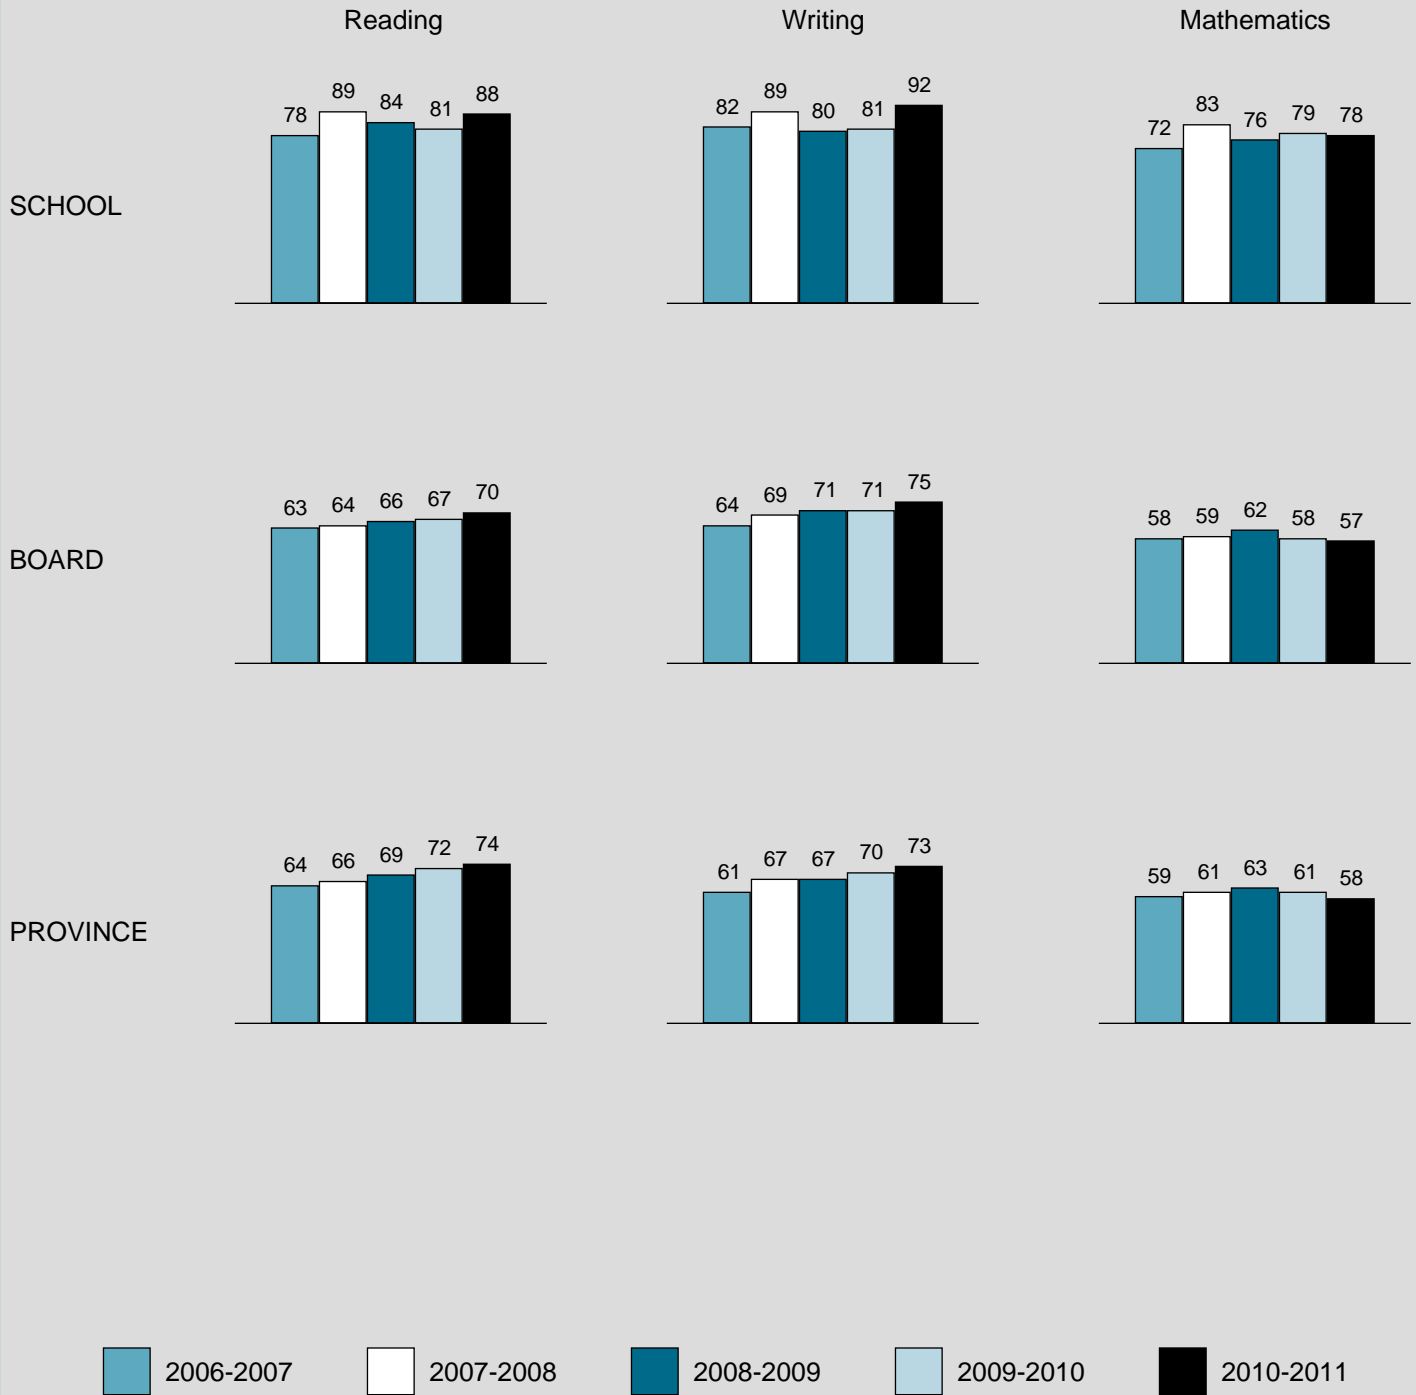 Reading Writing Mathematics
78 89 84 81 88
82 89 80 81 92
72 83 76 79 78
SCHOOL
63 64 66 67 70
64 69 71 71 75
58 59 62 58 57
BOARD
64 66 69 72 74
61 67 67 70 73
59 61 63 61 58
PROVINCE
2006-2007 2007-2008 2008-2009 2009-2010 2010-2011